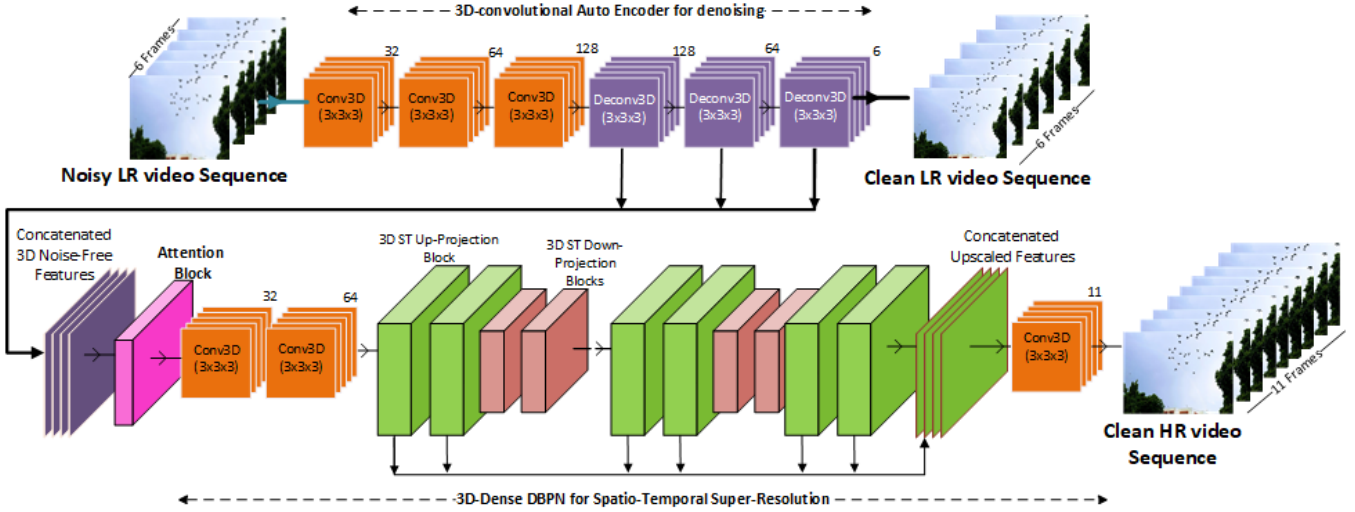 3D-convolutional Auto Encoder for denoising
6 Frames
32
64
128
128
64
6
Conv3D
(3x3x3)
Conv3D
(3x3x3)
Conv3D
(3x3x3)
Deconv3D
(3x3x3)
Deconv3D
(3x3x3)
Deconv3D
(3x3x3)
6 Frames
Noisy LR video Sequence
Clean LR video Sequence
Concatenated
3D Noise-Free
Features
Attention
Block
32
64
Conv3D
(3x3x3)
Conv3D
(3x3x3)
3D ST Up-Projection
Block
3D ST Down-
Projection
Blocks
Concatenated
Upscaled Features
11
Conv3D
(3x3x3)
11 Frames
Clean HR video
Sequence
3D-Dense DBPN for Spatio-Temporal Super-Resolution